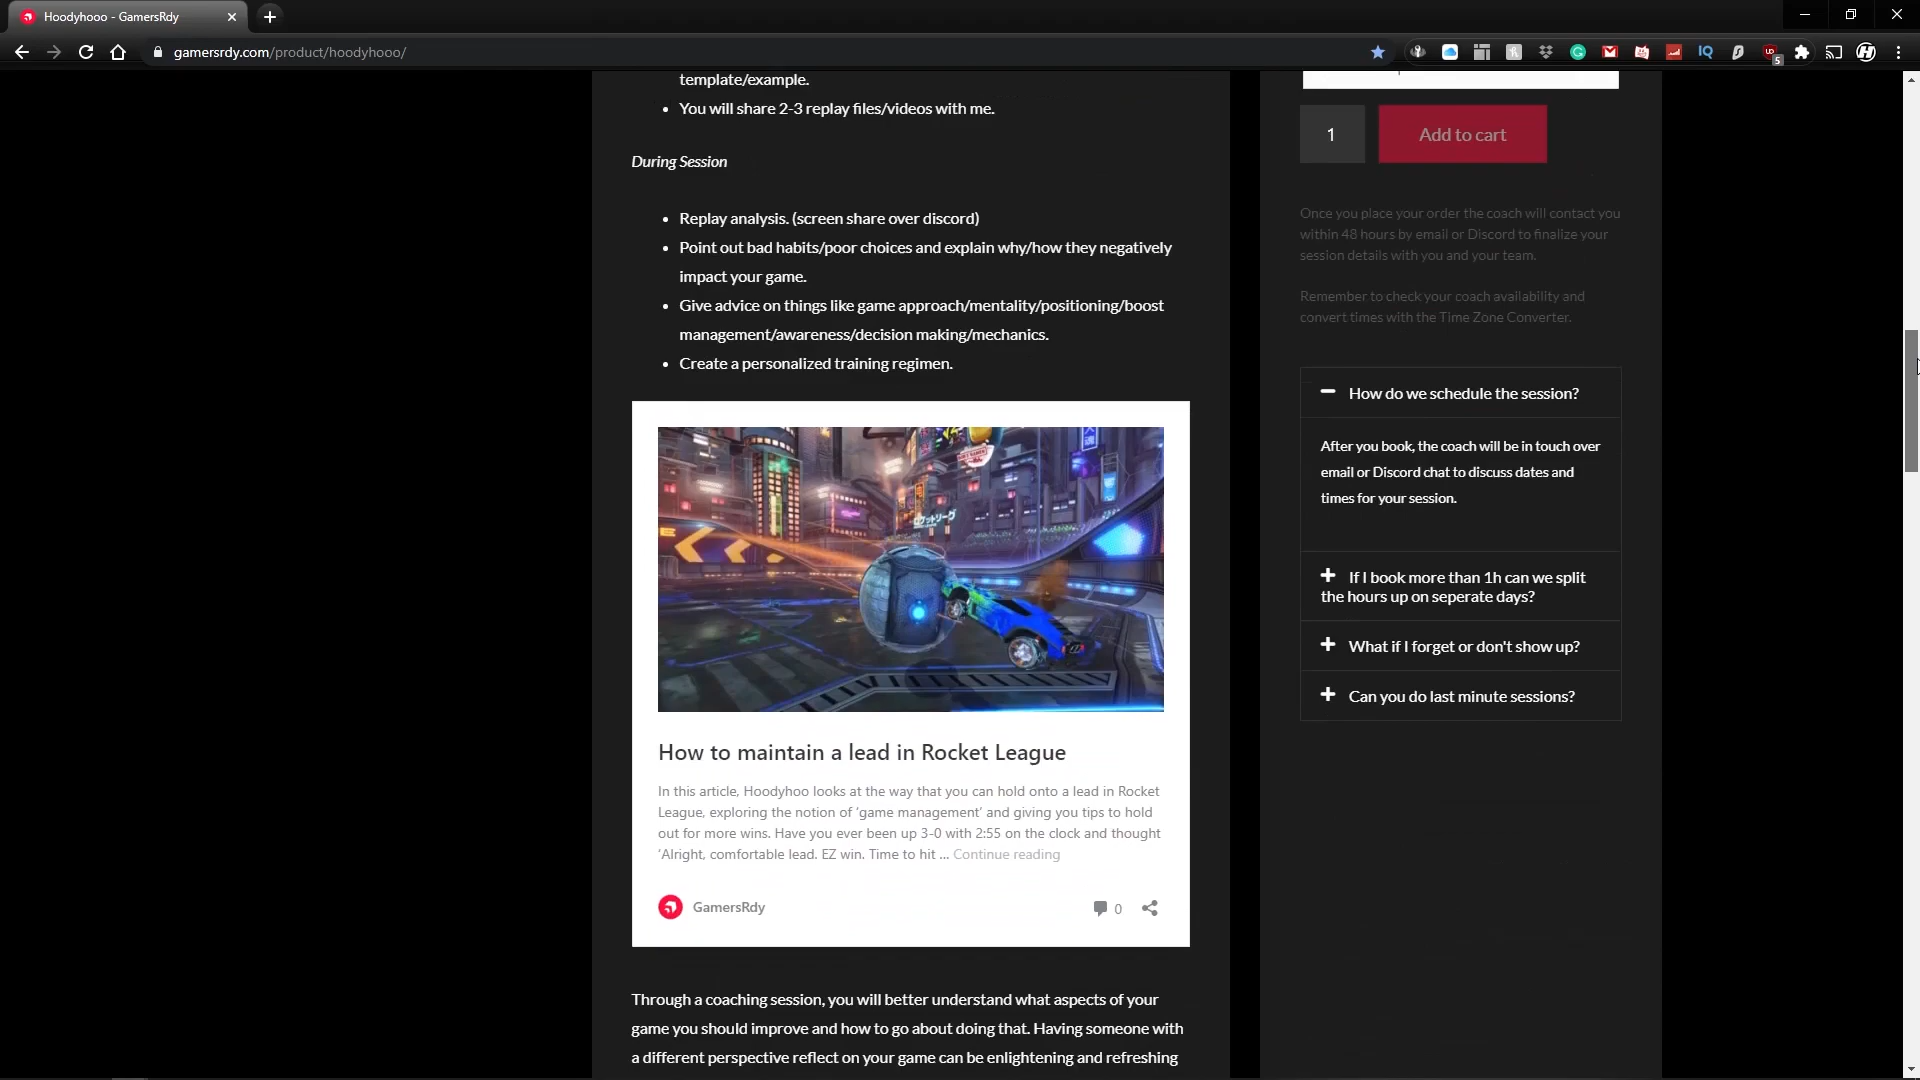 Hoodyhooo - GamersRdy
gamersrdy.com/product/hoodyhooo/
5
template/example.
You will share 2-3 replay files/videos with me.
During Session
Replay analysis. (screen share over discord)
Point out bad habits/poor choices and explain why/how they negatively
impact your game.
Give advice on things like game approach/mentality/positioning/boost
management/awareness/decision making/mechanics.
Create a personalized training regimen.
How to maintain a lead in Rocket League
In this article, Hoodyhoo looks at the way that you can hold onto a lead in Rocket
League, exploring the notion of ‘game management’ and giving you tips to hold
out for more wins. Have you ever been up 3-0 with 2:55 on the clock and thought
‘Alright, comfortable lead. EZ win. Time to hit ... Continue reading
GamersRdy
0
Through a coaching session, you will better understand what aspects of your
game you should improve and how to go about doing that. Having someone with
a different perspective reflect on your game can be enlightening and refreshing
1
Add to cart
Once you place your order the coach will contact you
within 48 hours by email or Discord to finalize your
session details with you and your team.
Remember to check your coach availability and
convert times with the Time Zone Converter.
How do we schedule the session?
After you book, the coach will be in touch over
email or Discord chat to discuss dates and
times for your session.
If I book more than 1h can we split
the hours up on seperate days?
What if I forget or don't show up?
Can you do last minute sessions?